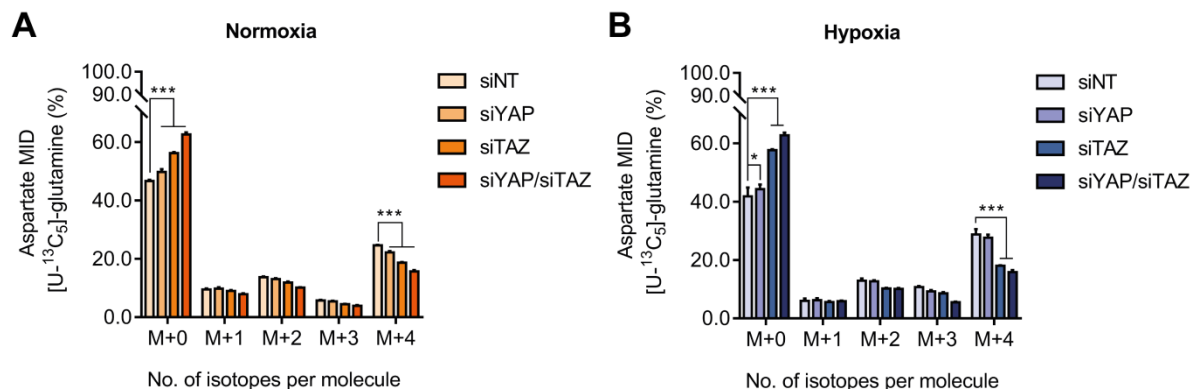 A
Normoxia
Aspartate MID
[U-¹³C₅]-glutamine (%)
100.0
90.0
60.0
40.0
20.0
0.0
***
***
M+0 M+1 M+2 M+3 M+4
No. of isotopes per molecule
siNT
siYAP
siTAZ
siYAP/siTAZ
B
Hypoxia
Aspartate MID
[U-¹³C₅]-glutamine (%)
100.0
90.0
60.0
40.0
20.0
0.0
***
*
***
M+0 M+1 M+2 M+3 M+4
No. of isotopes per molecule
siNT
siYAP
siTAZ
siYAP/siTAZ